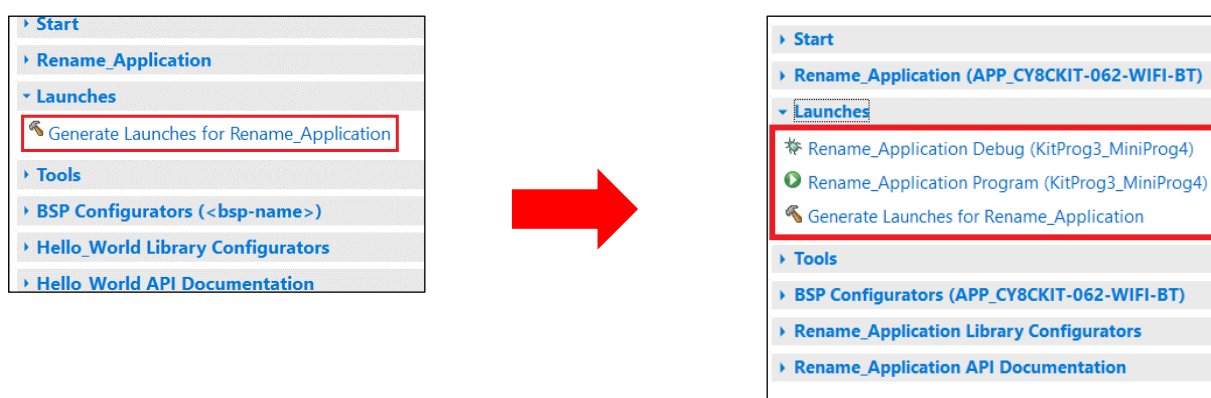 Start
Rename_Application
Launches
Generate Launches for Rename_Application
Tools
BSP Configurators (<bsp-name>)
Hello_World Library Configurators
Hello World API Documentation
Start
Rename_Application (APP_CY8CKIT-062-WIFI-BT)
Launches
Rename_Application Debug (KitProg3_MiniProg4)
Rename_Application Program (KitProg3_MiniProg4)
Generate Launches for Rename_Application
Tools
BSP Configurators (APP_CY8CKIT-062-WIFI-BT)
Rename_Application Library Configurators
Rename_Application API Documentation